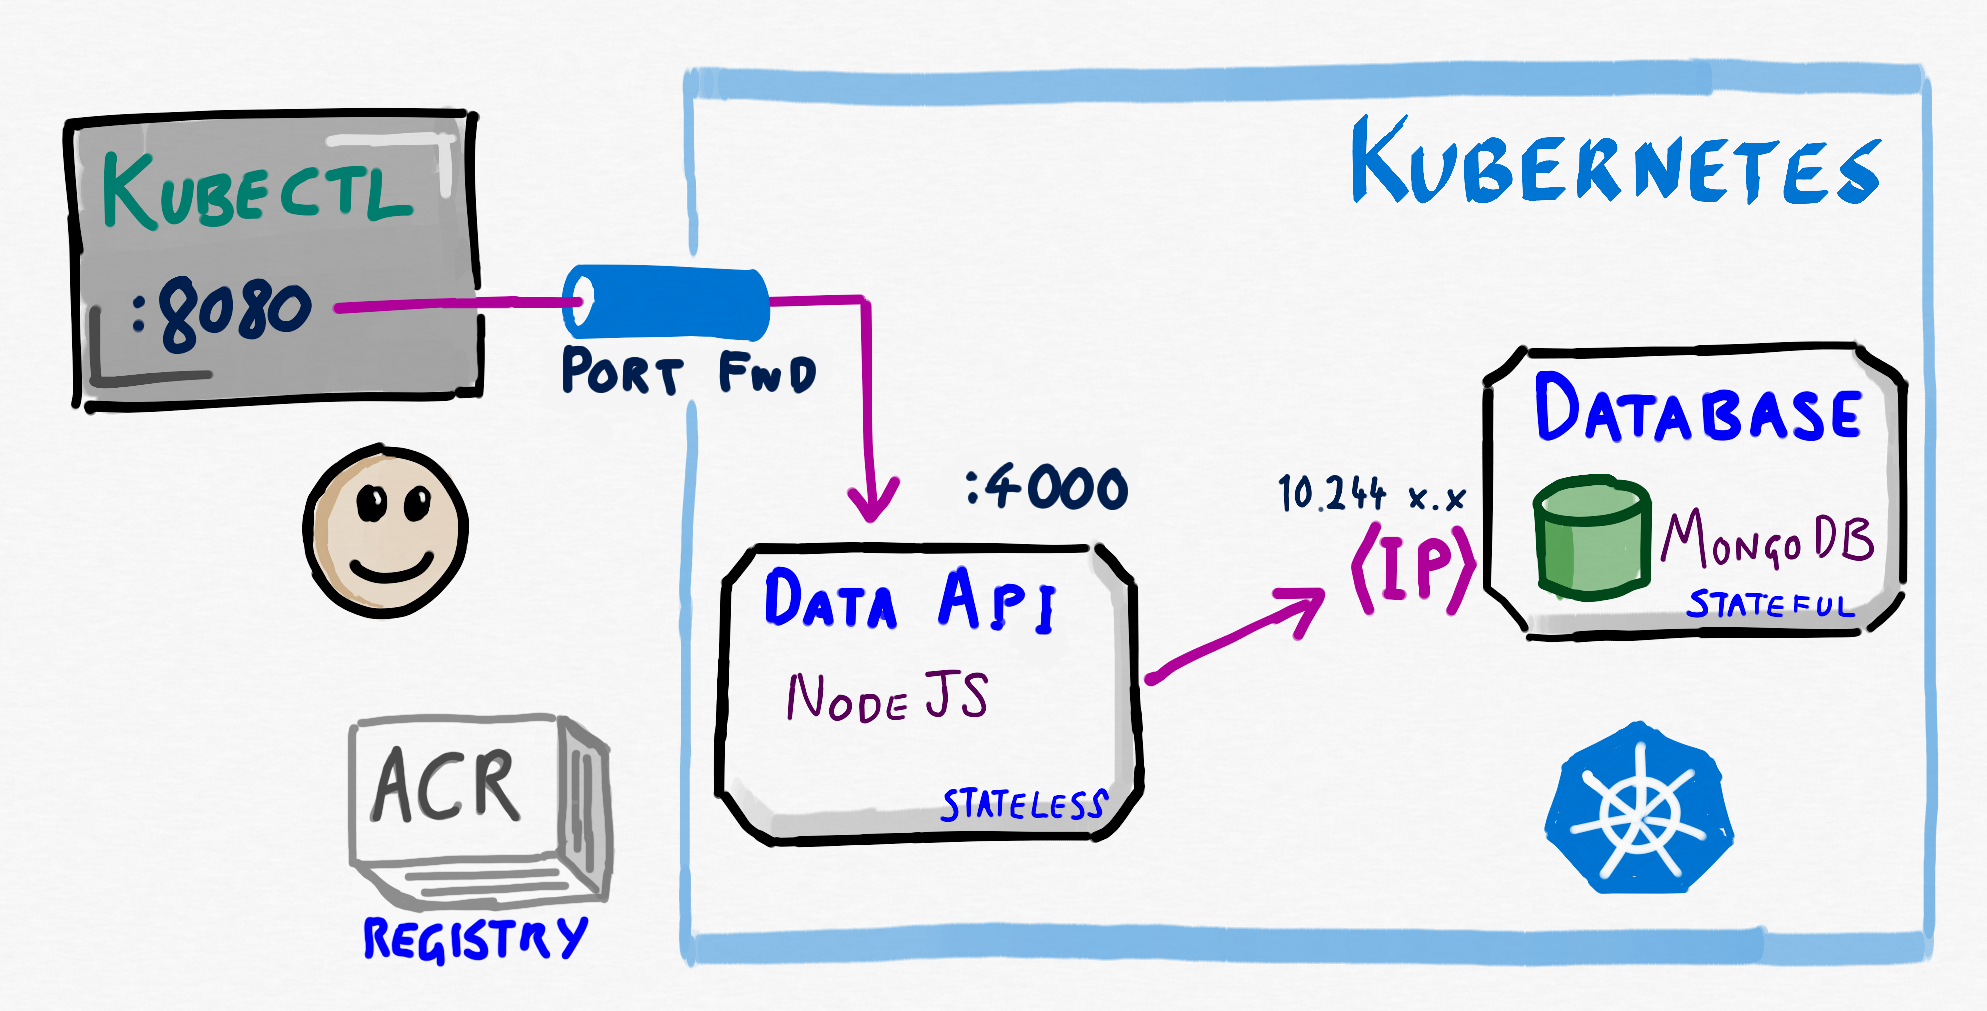 KUBERNETES
KUBECTL
:8080
PORT FWD
:4000
DATA API
NODE JS
STATELESS
10.244 x.x
<IP>
DATABASE
MONGO DB
STATEFUL
ACR
REGISTRY